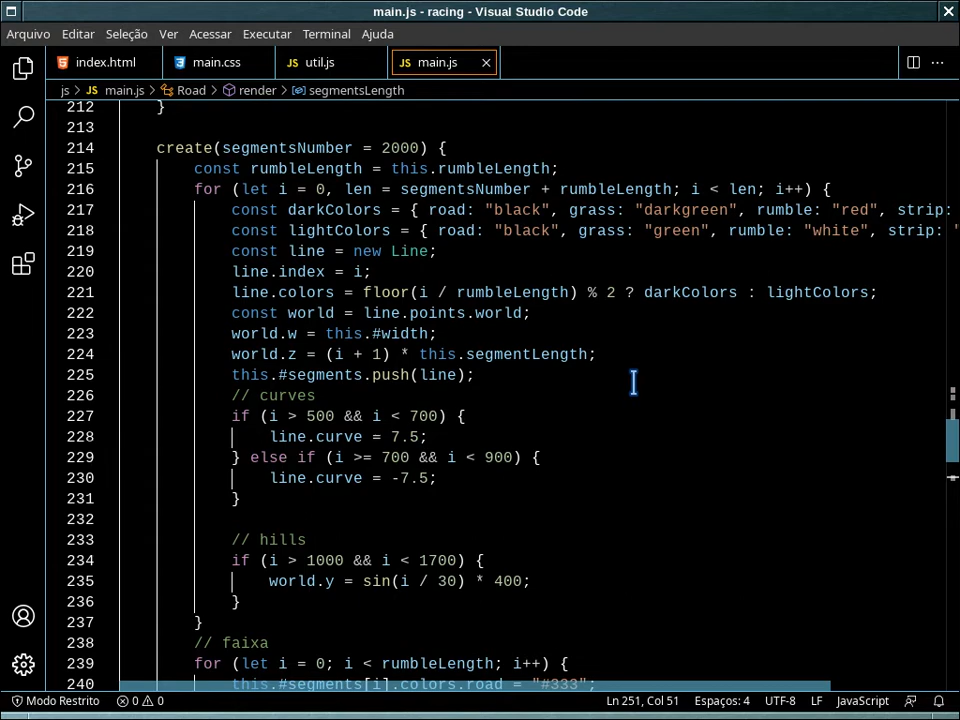 main.js - racing - Visual Studio Code
Arquivo Editar Seleção Ver Acessar Executar Terminal Ajuda
index.html main.css JS util.js JS main.js
js > JS main.js > Road > render > segmentsLength
212 }
213
214 create(segmentsNumber = 2000) {
215 const rumbleLength = this.rumbleLength;
216 for (let i = 0, len = segmentsNumber + rumbleLength; i < len; i++) {
217 const darkColors = { road: "black", grass: "darkgreen", rumble: "red", strip:
218 const lightColors = { road: "black", grass: "green", rumble: "white", strip: "
219 const line = new Line;
220 line.index = i;
221 line.colors = floor(i / rumbleLength) % 2 ? darkColors : lightColors;
222 const world = line.points.world;
223 world.w = this.#width;
224 world.z = (i + 1) * this.segmentLength;
225 this.#segments.push(line);
226 // curves
227 if (i > 500 && i < 700) {
228 line.curve = 7.5;
229 } else if (i >= 700 && i < 900) {
230 line.curve = -7.5;
231 }
232
233 // hills
234 if (i > 1000 && i < 1700) {
235 world.y = sin(i / 30) * 400;
236 }
237 }
238 // faixa
239 for (let i = 0; i < rumbleLength; i++) {
240 this.#segments[i].colors.road = "#333";
Modo Restrito 0 0 Ln 251, Col 51 Espaços: 4 UTF-8 LF JavaScript